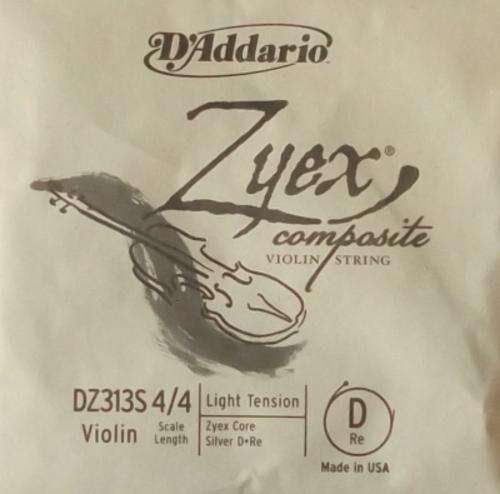 D'Addario
Zyex®
composite
VIOLIN STRING
DZ313S 4/4
Violin Scale Length
Light Tension
Zyex Core
Silver D•Re
D
Re
Made in USA